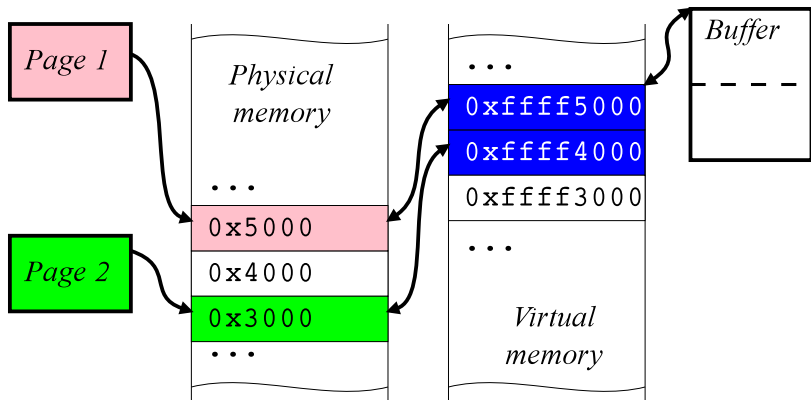 Page 1
Page 2
Physical
memory
...
0x5000
0x4000
0x3000
...
...
0xffff5000
0xffff4000
0xffff3000
...
Virtual
memory
Buffer